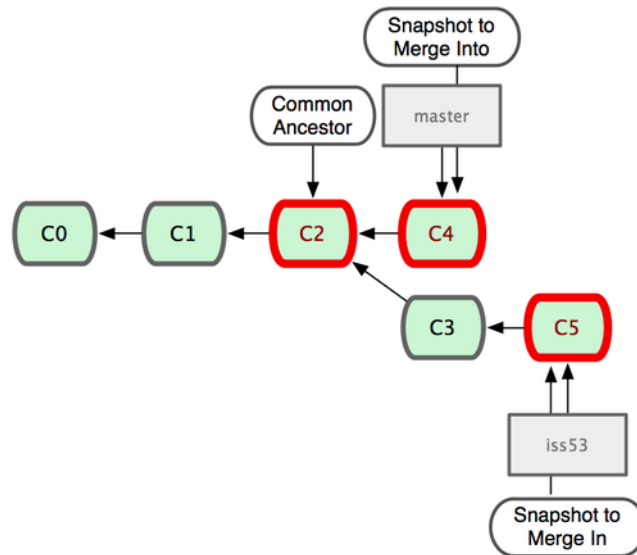 Snapshot to
Merge Into
Common
Ancestor
master
C0
C1
C2
C4
C3
C5
iss53
Snapshot to
Merge In